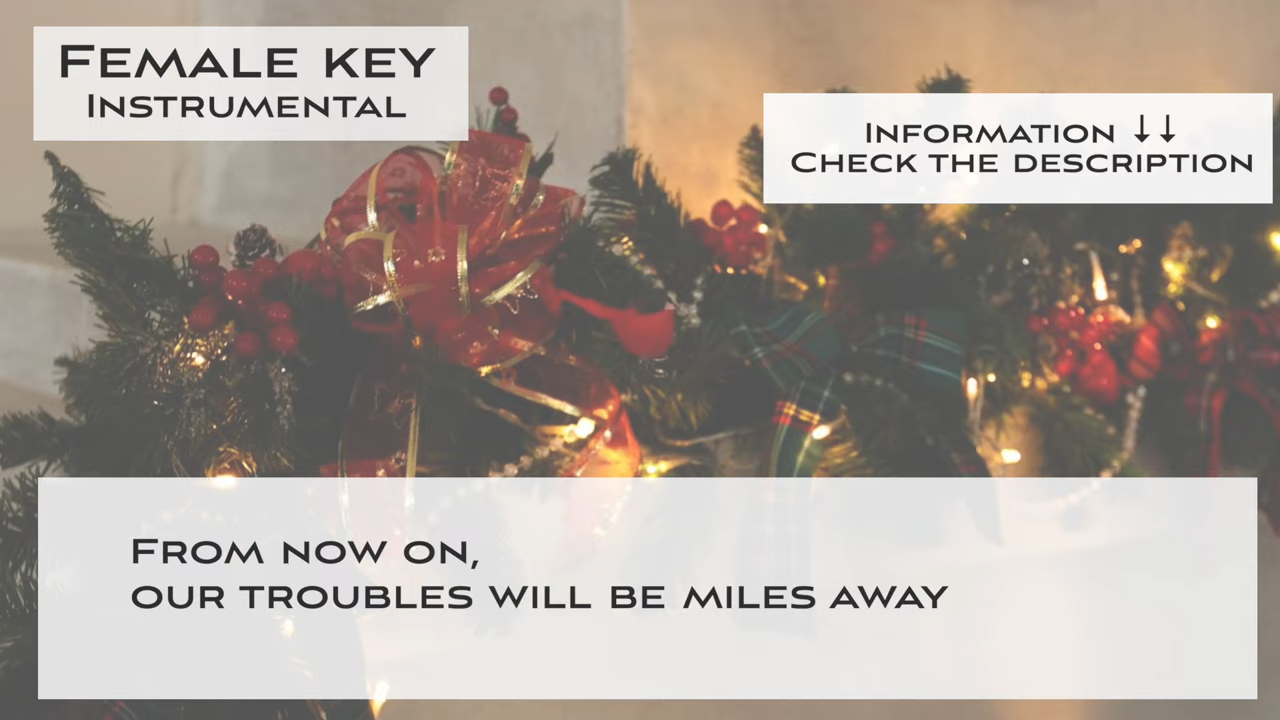 Female key
Instrumental
Information ↓↓
Check the description
From now on,
our troubles will be miles away